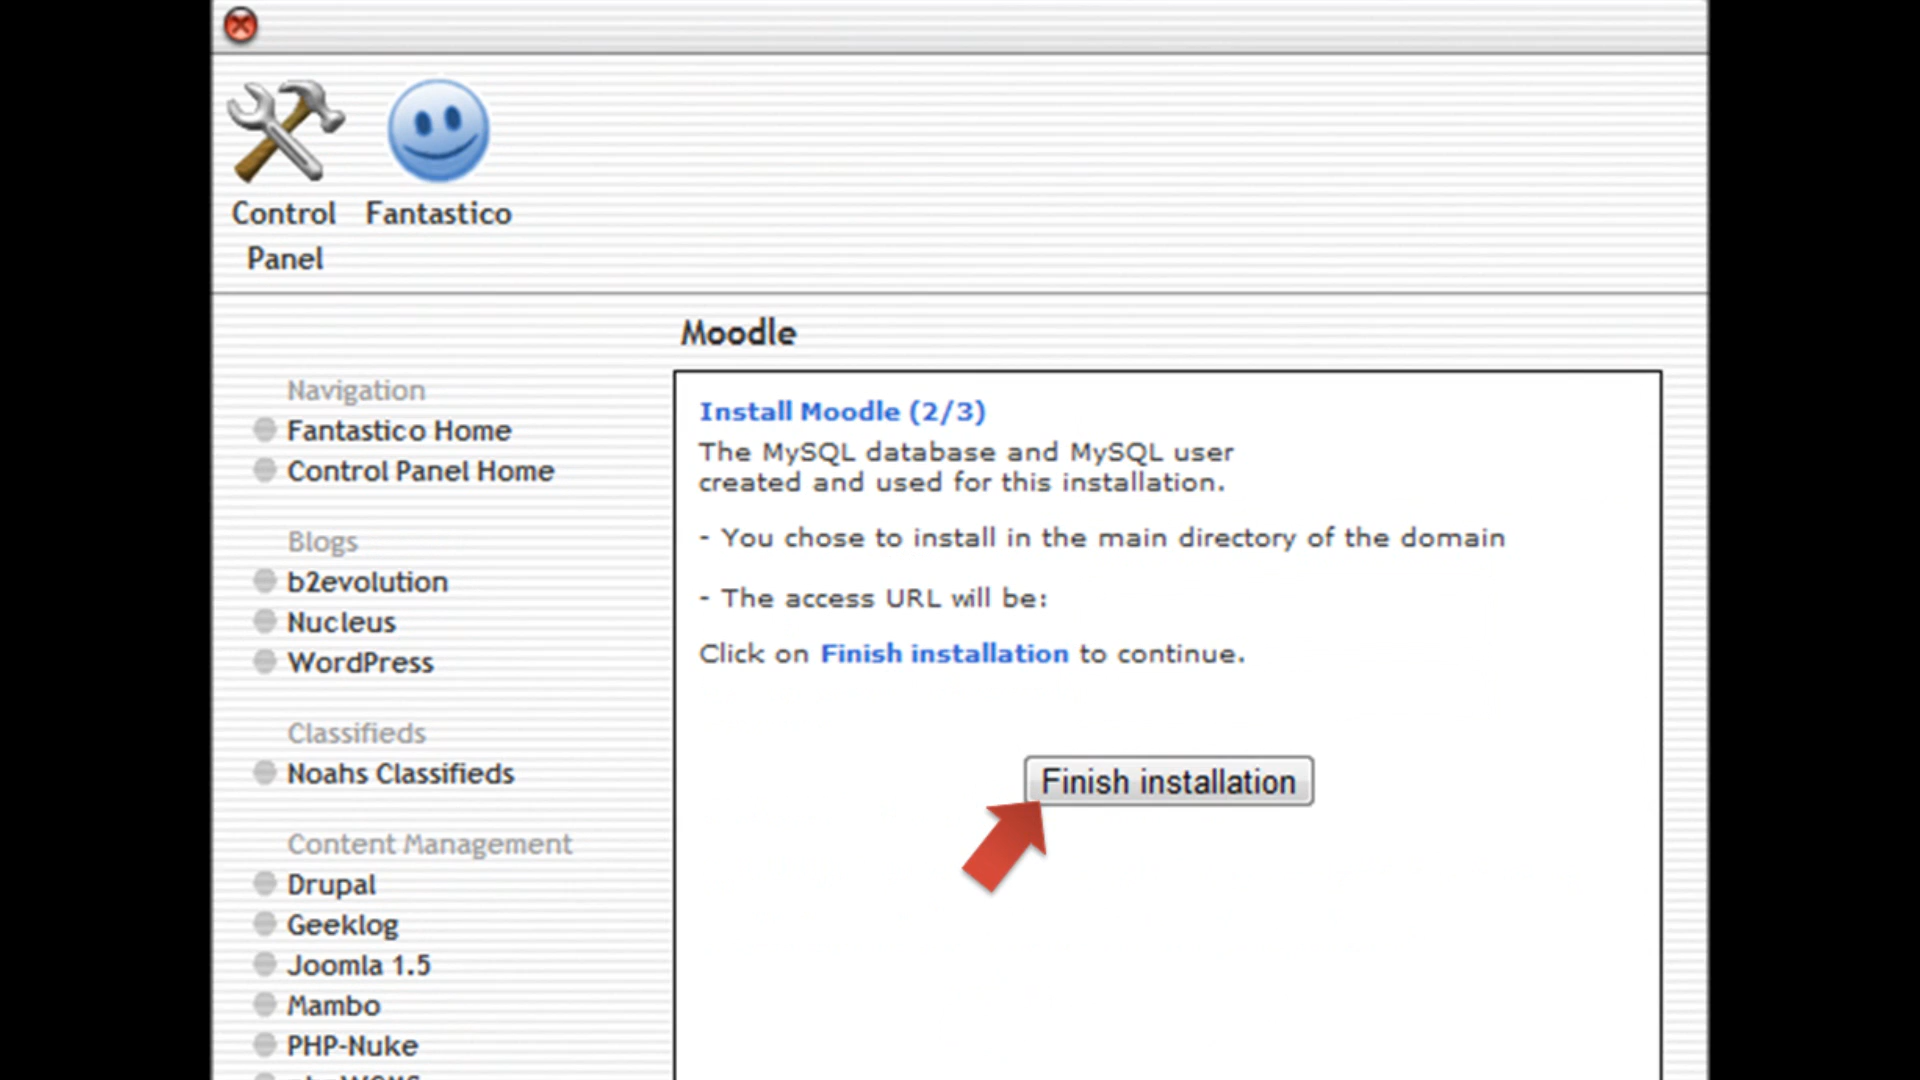 Control
Panel
Fantastico
Moodle
Navigation
Fantastico Home
Control Panel Home
Blogs
b2evolution
Nucleus
WordPress
Classifieds
Noahs Classifieds
Content Management
Drupal
Geeklog
Joomla 1.5
Mambo
PHP-Nuke
Install Moodle (2/3)
The MySQL database and MySQL user
created and used for this installation.
- You chose to install in the main directory of the domain
- The access URL will be:
Click on Finish installation to continue.
Finish installation